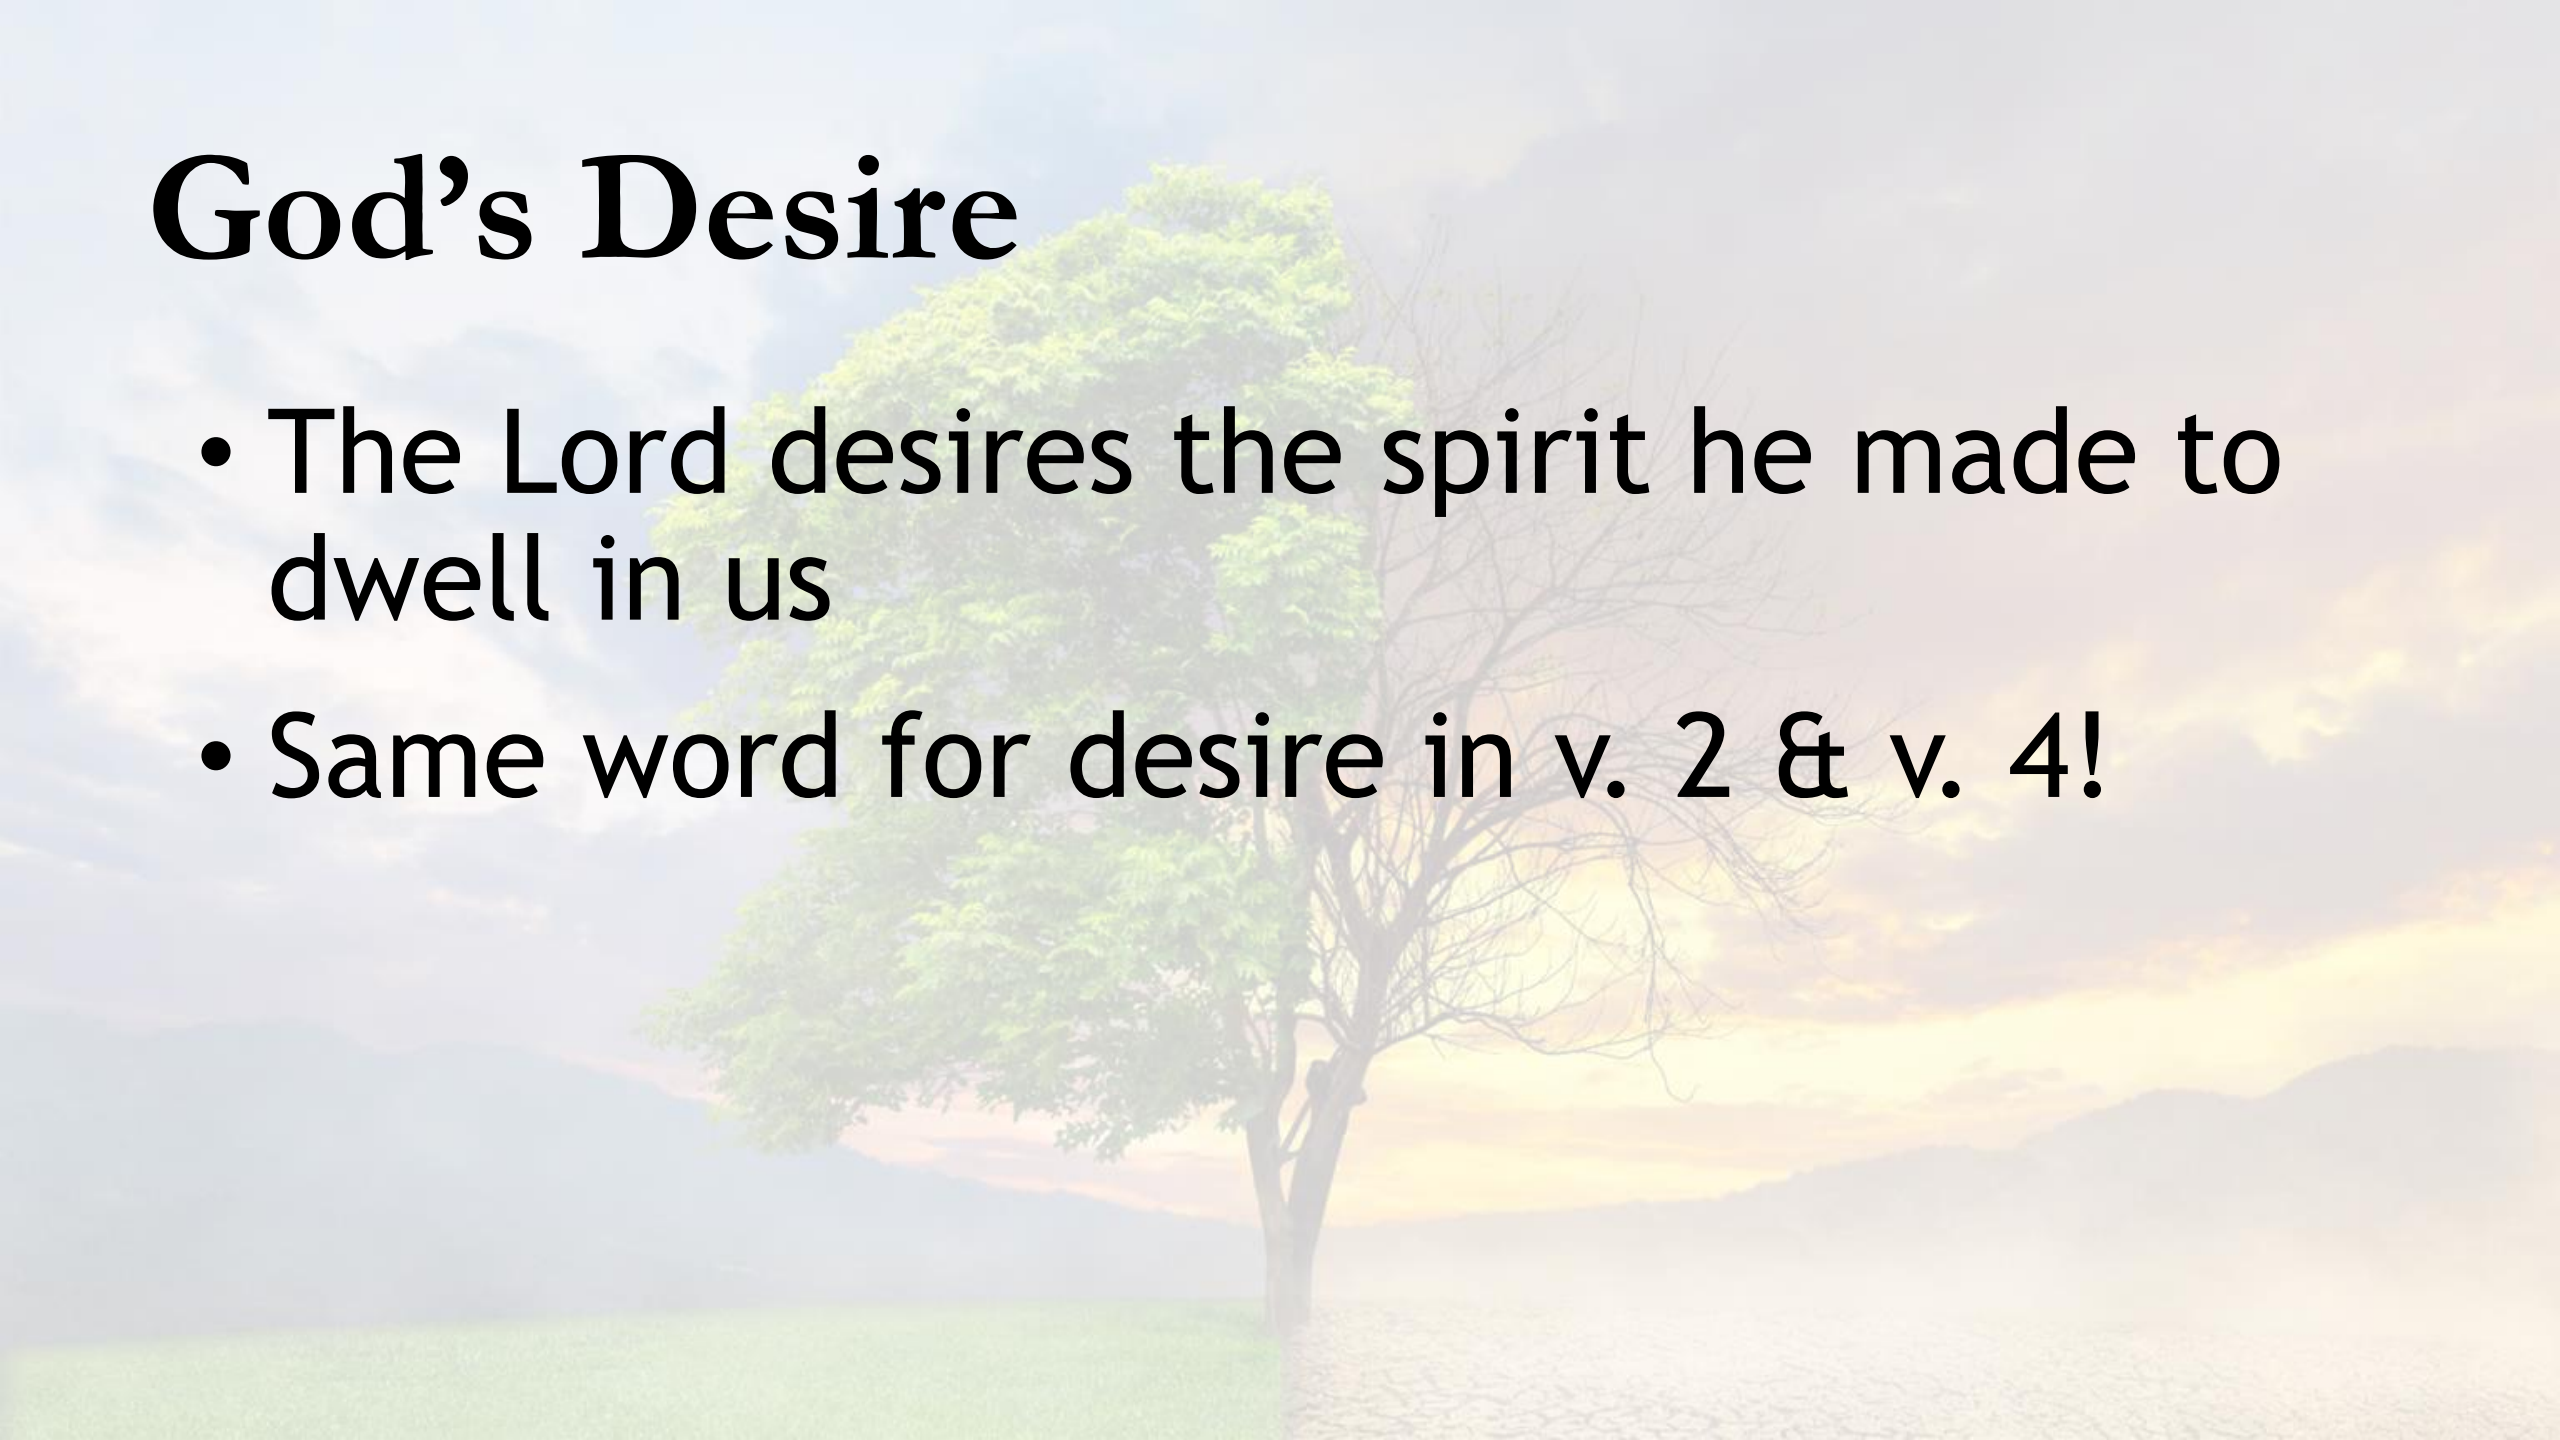 God’s Desire
• The Lord desires the spirit he made to
dwell in us
• Same word for desire in v. 2 & v. 4!